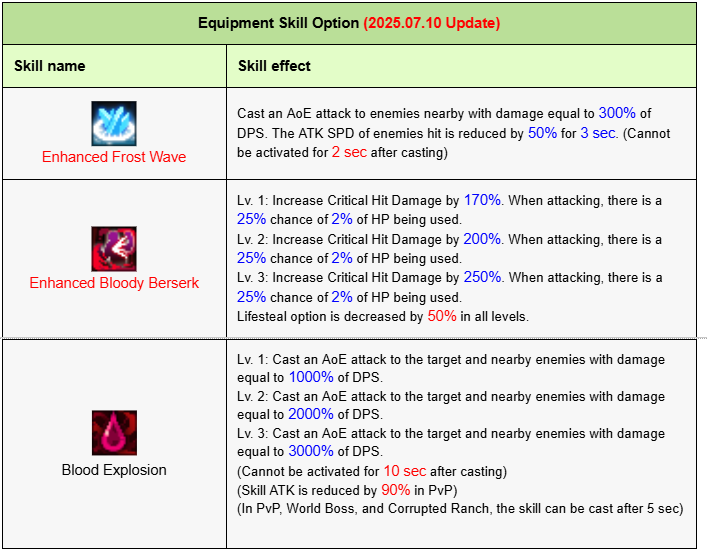 Equipment Skill Option (2025.07.10 Update)
Skill name
Skill effect
Enhanced Frost Wave
Cast an AoE attack to enemies nearby with damage equal to 300% of
DPS. The ATK SPD of enemies hit is reduced by 50% for 3 sec. (Cannot
be activated for 2 sec after casting)
Enhanced Bloody Berserk
Lv. 1: Increase Critical Hit Damage by 170%. When attacking, there is a
25% chance of 2% of HP being used.
Lv. 2: Increase Critical Hit Damage by 200%. When attacking, there is a
25% chance of 2% of HP being used.
Lv. 3: Increase Critical Hit Damage by 250%. When attacking, there is a
25% chance of 2% of HP being used.
Lifesteal option is decreased by 50% in all levels.
Blood Explosion
Lv. 1: Cast an AoE attack to the target and nearby enemies with damage
equal to 1000% of DPS.
Lv. 2: Cast an AoE attack to the target and nearby enemies with damage
equal to 2000% of DPS.
Lv. 3: Cast an AoE attack to the target and nearby enemies with damage
equal to 3000% of DPS.
(Cannot be activated for 10 sec after casting)
(Skill ATK is reduced by 90% in PvP)
(In PvP, World Boss, and Corrupted Ranch, the skill can be cast after 5 sec)